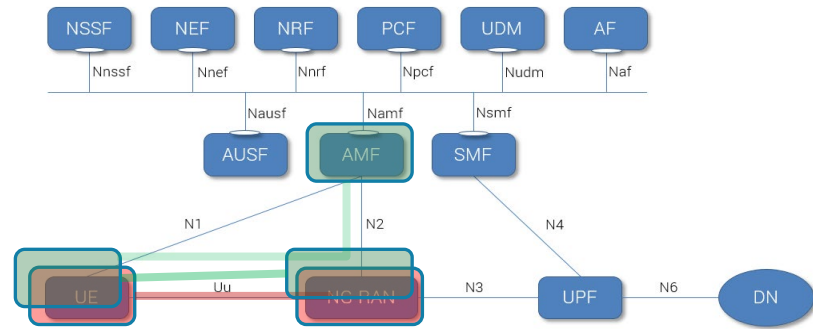 NSSF NEF NRF PCF UDM AF
Nnssf Nnef Nnrf Npcf Nudm Naf
Nausf Namf Nsmf
AUSF AMF SMF
N1 N2 N4
UE Uu NG RAN N3 UPF N6 DN